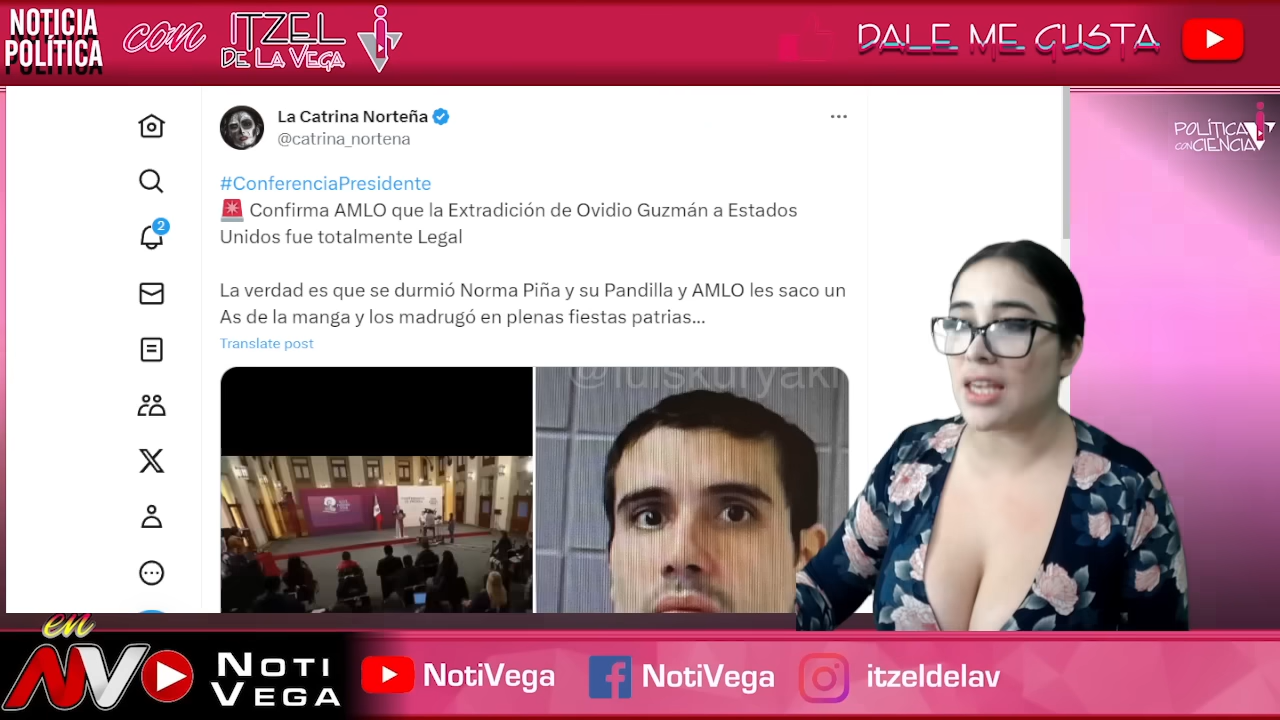 NOTICIA
POLÍTICA
con
ITZEL
DE LA VEGA
DALE ME GUSTA
POLÍTICA
CON CIENCIA
La Catrina Norteña
@catrina_nortena
#ConferenciaPresidente
🚨 Confirma AMLO que la Extradición de Ovidio Guzmán a Estados
Unidos fue totalmente Legal
La verdad es que se durmió Norma Piña y su Pandilla y AMLO les saco un
As de la manga y los madrugó en plenas fiestas patrias...
Translate post
2
en
NV
NOTI
VEGA
NotiVega
NotiVega
itzeldelav